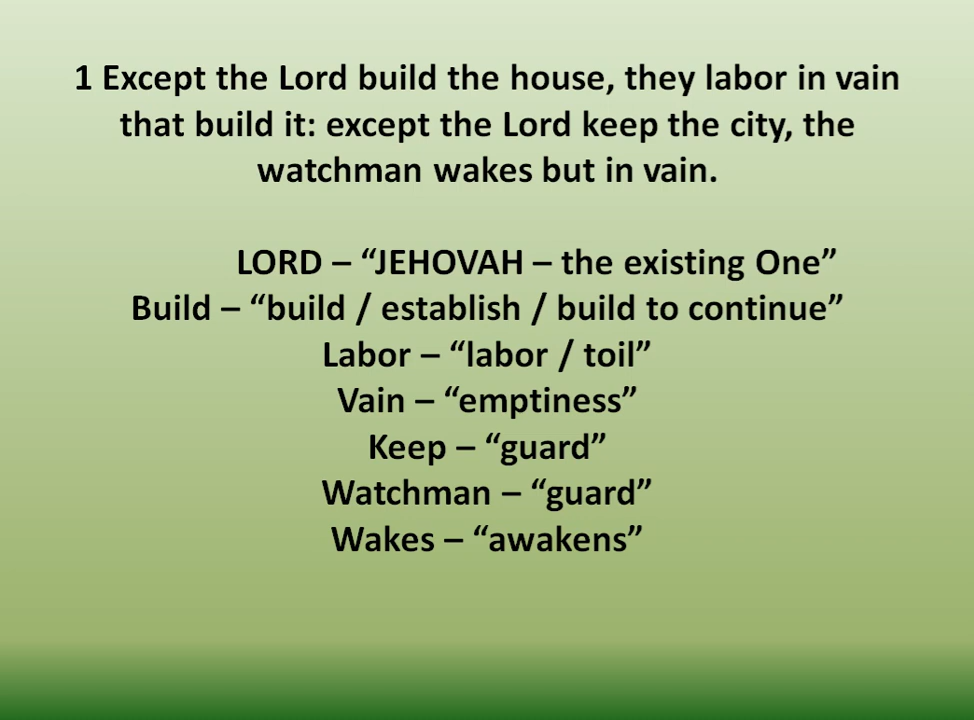 1 Except the Lord build the house, they labor in vain
that build it: except the Lord keep the city, the
watchman wakes but in vain.
LORD – “JEHOVAH – the existing One”
Build – “build / establish / build to continue”
Labor – “labor / toil”
Vain – “emptiness”
Keep – “guard”
Watchman – “guard”
Wakes – “awakens”